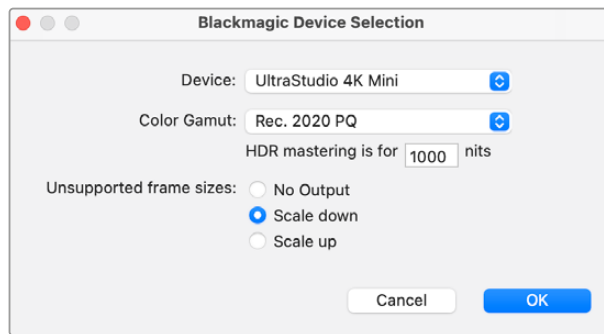 Blackmagic Device Selection
Device: UltraStudio 4K Mini
Color Gamut: Rec. 2020 PQ
HDR mastering is for 1000 nits
Unsupported frame sizes: No Output
Scale down
Scale up
Cancel OK